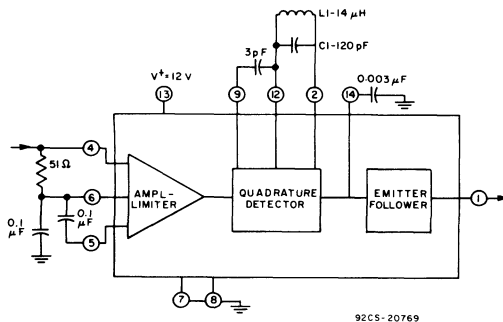 L1-14 μH
C1-120 pF
3pF
V+=12 V
0.003 μF
13
9
12
2
14
4
51Ω
6
0.1 μF
0.1
μF
5
AMPL-
LIMITER
QUADRATURE
DETECTOR
EMITTER
FOLLOWER
1
7
8
92CS-20769